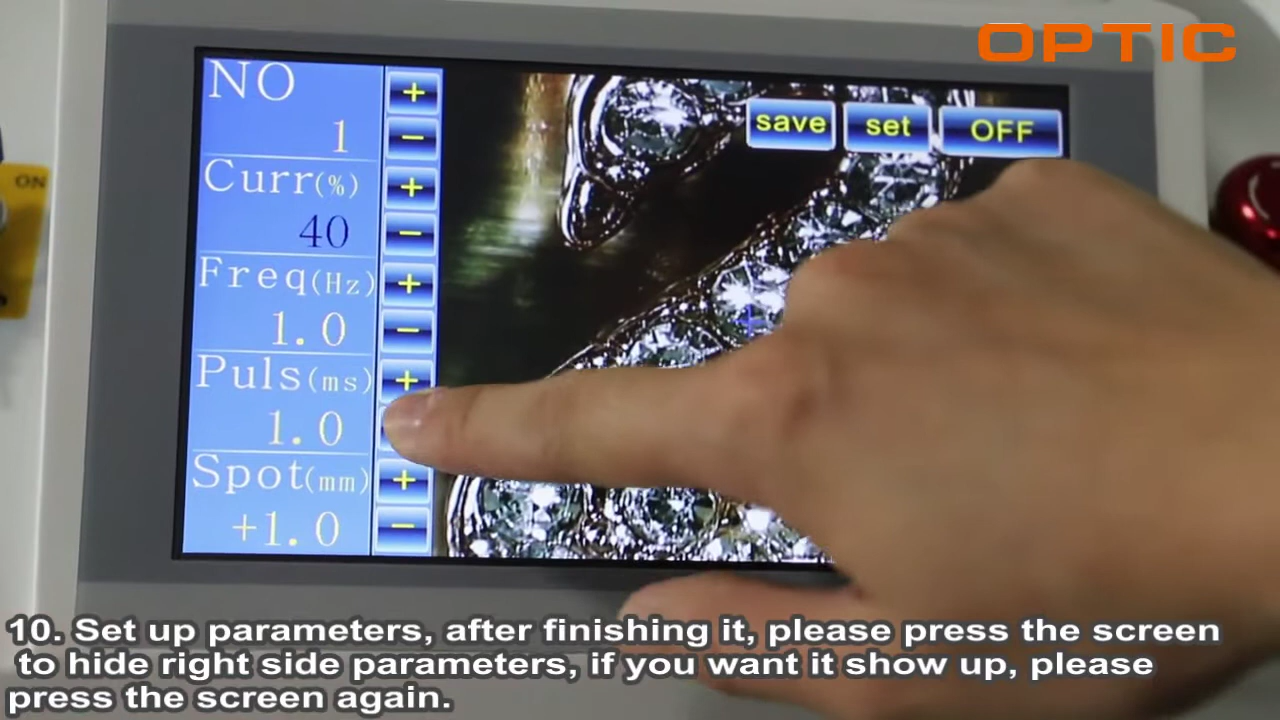 OPTIC
ON
NO
1
+
−
save
set
OFF
Curr(%)
40
+
−
Freq(Hz)
1.0
+
−
Puls(ms)
1.0
+
Spot(mm)
+1.0
+
−
10. Set up parameters, after finishing it, please press the screen
to hide right side parameters, if you want it show up, please
press the screen again.